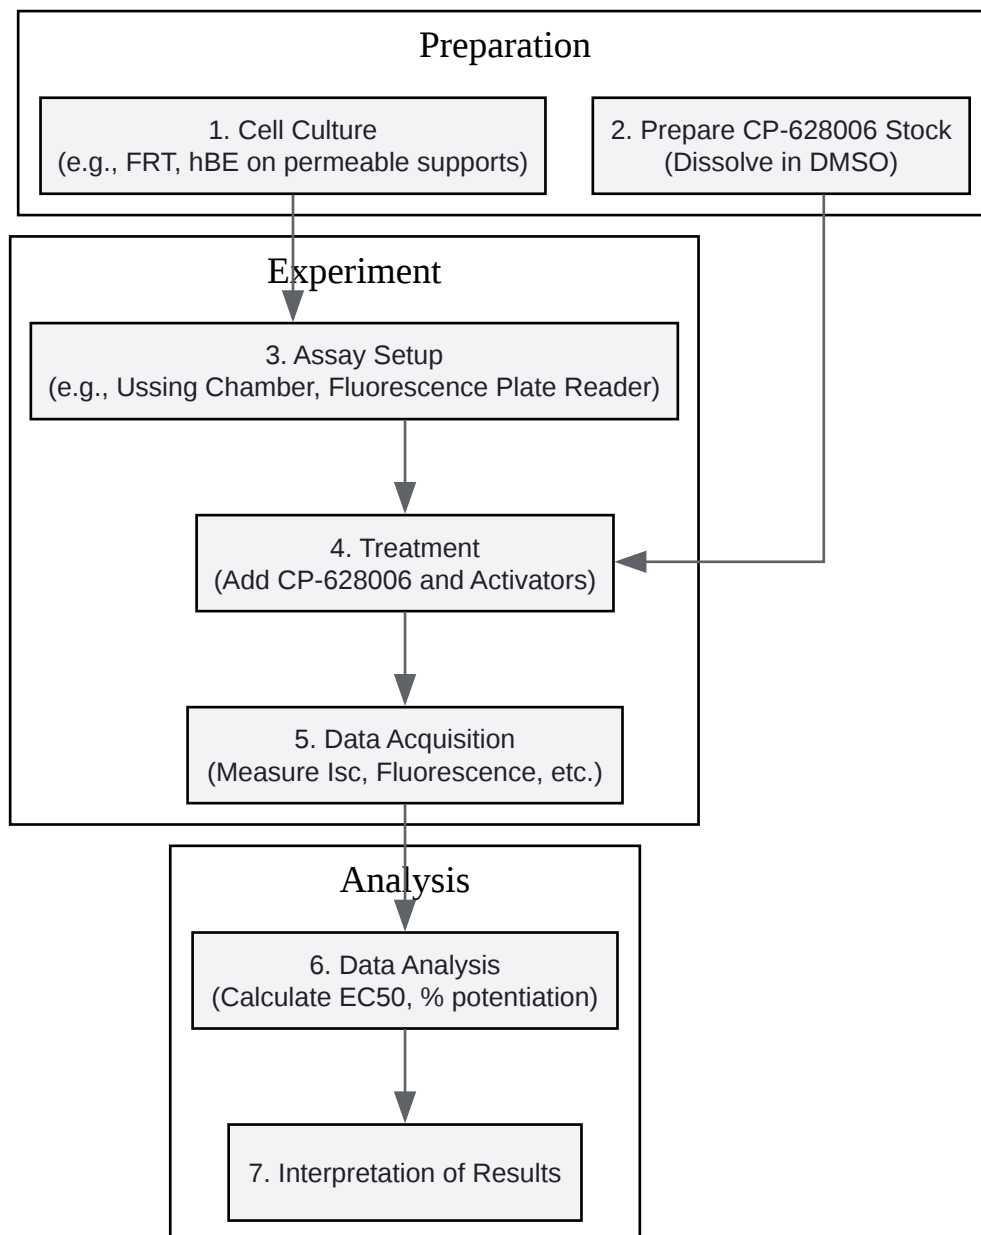 Preparation
1. Cell Culture
(e.g., FRT, hBE on permeable supports)
2. Prepare CP-628006 Stock
(Dissolve in DMSO)
Experiment
3. Assay Setup
(e.g., Ussing Chamber, Fluorescence Plate Reader)
4. Treatment
(Add CP-628006 and Activators)
5. Data Acquisition
(Measure Isc, Fluorescence, etc.)
Analysis
6. Data Analysis
(Calculate EC50, % potentiation)
7. Interpretation of Results